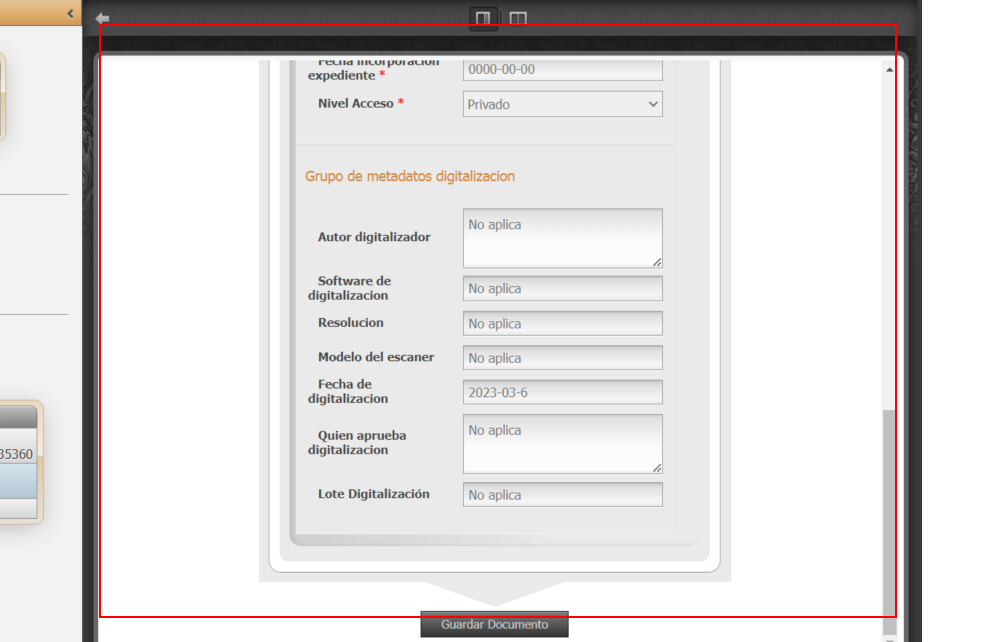 Fecha incorporación
expediente * 0000-00-00
Nivel Acceso * Privado
Grupo de metadatos digitalizacion
Autor digitalizador No aplica
Software de
digitalizacion No aplica
Resolucion No aplica
Modelo del escaner No aplica
Fecha de
digitalizacion 2023-03-6
Quien aprueba
digitalizacion No aplica
35360
Lote Digitalización No aplica
Guardar Documento